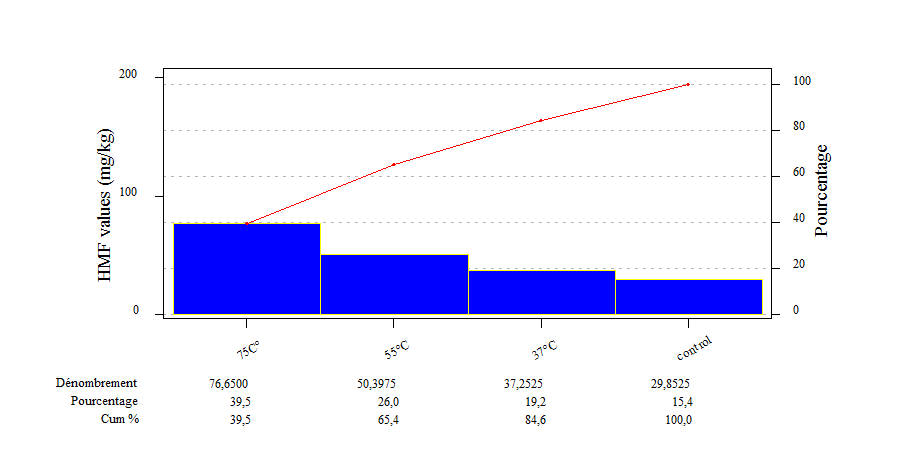 200
100
0
HMF values (mg/kg)
100
80
60
40
20
0
Pourcentage
75C° 55°C 37°C control
Dénombrement 76,6500 50,3975 37,2525 29,8525
Pourcentage 39,5 26,0 19,2 15,4
Cum % 39,5 65,4 84,6 100,0